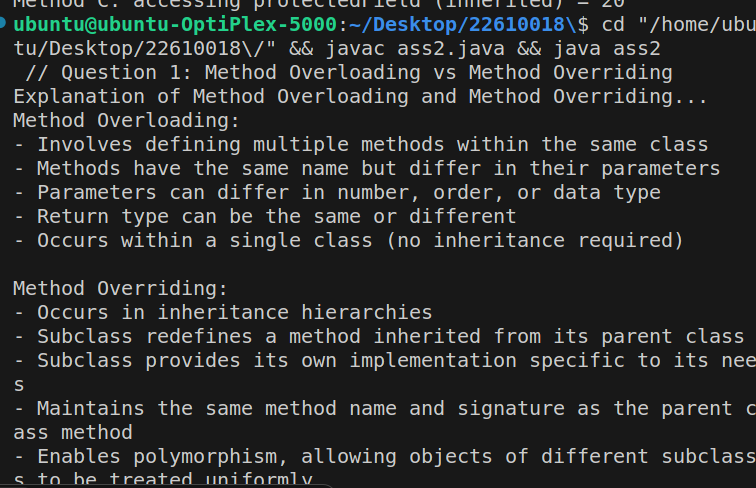 Method C: accessing protectedField (inherited) = 20
ubuntu@ubuntu-OptiPlex-5000:~/Desktop/22610018\$ cd "/home/ubu
tu/Desktop/22610018\/" && javac ass2.java && java ass2
 // Question 1: Method Overloading vs Method Overriding
Explanation of Method Overloading and Method Overriding...
Method Overloading:
- Involves defining multiple methods within the same class
- Methods have the same name but differ in their parameters
- Parameters can differ in number, order, or data type
- Return type can be the same or different
- Occurs within a single class (no inheritance required)

Method Overriding:
- Occurs in inheritance hierarchies
- Subclass redefines a method inherited from its parent class
- Subclass provides its own implementation specific to its nee
s
- Maintains the same method name and signature as the parent c
ass method
- Enables polymorphism, allowing objects of different subclass
s to be treated uniformly